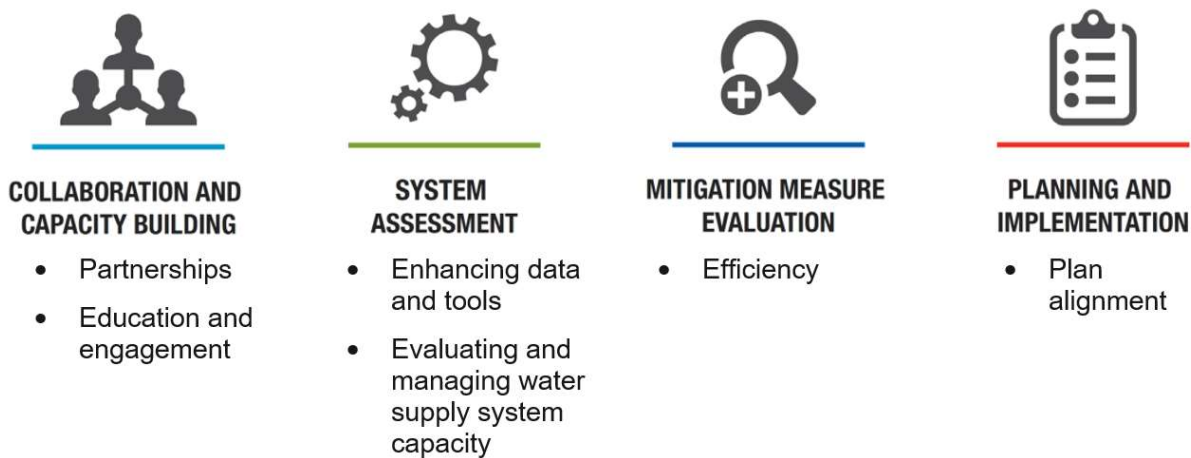 COLLABORATION AND
CAPACITY BUILDING
• Partnerships
• Education and
engagement
SYSTEM
ASSESSMENT
• Enhancing data
and tools
• Evaluating and
managing water
supply system
capacity
MITIGATION MEASURE
EVALUATION
• Efficiency
PLANNING AND
IMPLEMENTATION
• Plan
alignment